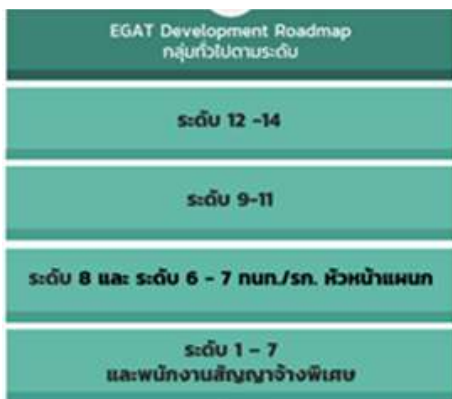 EGAT Development Roadmap
กลุ่มทั่วไปตามระดับ
ระดับ 12 -14
ระดับ 9-11
ระดับ 8 และ ระดับ 6 - 7 ทนท./รท. หัวหน้าแผนก
ระดับ 1 – 7
และพนักงานสัญญาจ้างพิเศษ